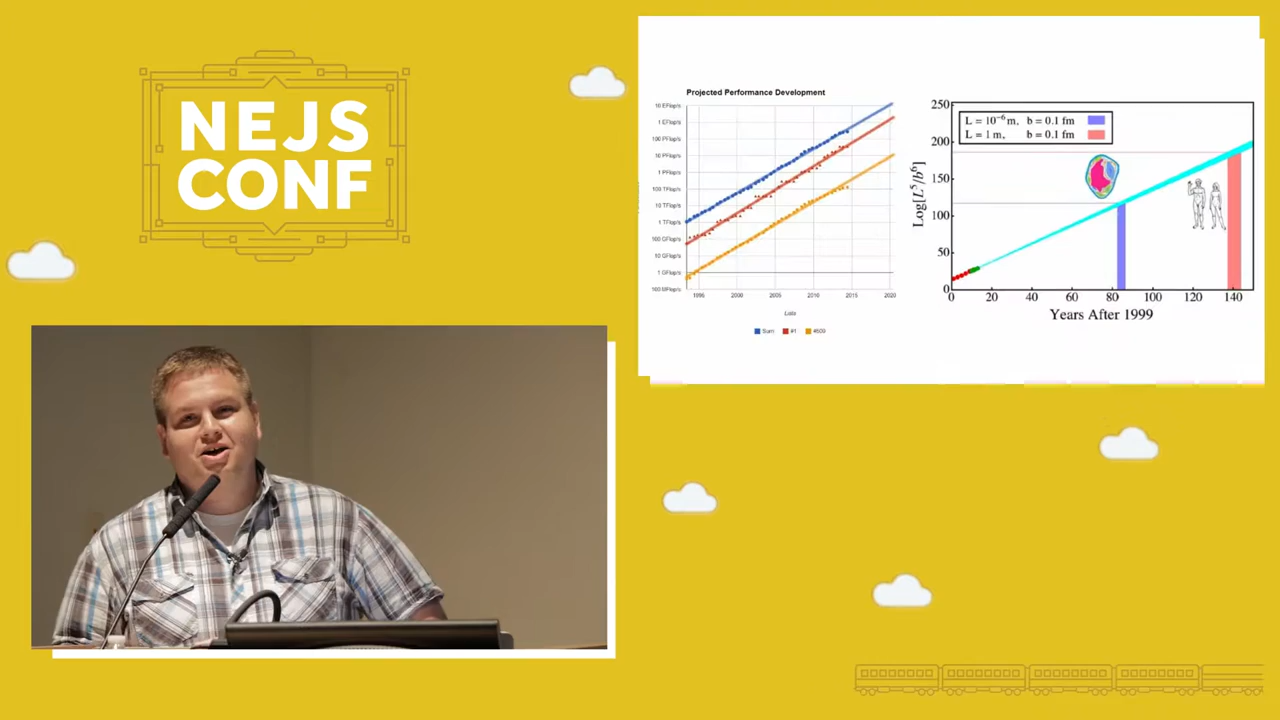 NEJS
CONF
Projected Performance Development
10 EFlop/s
1 EFlop/s
100 PFlop/s
10 PFlop/s
1 PFlop/s
100 TFlop/s
10 TFlop/s
1 TFlop/s
100 GFlop/s
10 GFlop/s
1 GFlop/s
100 MFlop/s
1995
2000
2005
2010
2015
2020
Lists
Sum
#1
#500
250
200
150
100
50
0
Log[L⁵/b⁶]
L = 10⁻⁶ m, b = 0.1 fm
L = 1 m, b = 0.1 fm
0 20 40 60 80 100 120 140
Years After 1999